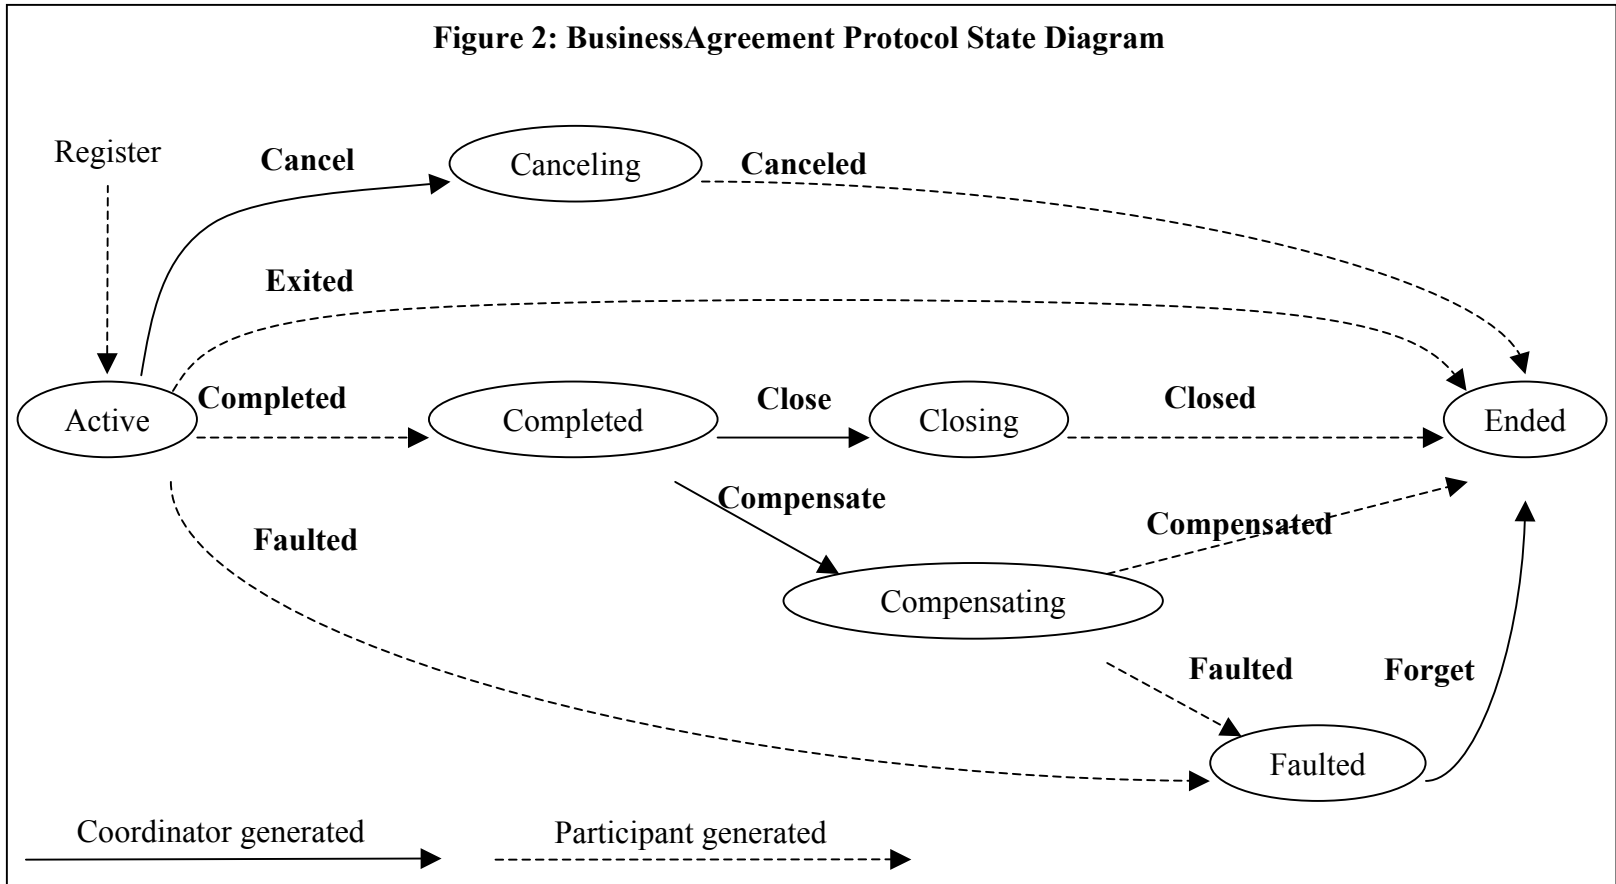 Figure 2: BusinessAgreement Protocol State Diagram
Register
Cancel
Canceling
Canceled
Exited
Active
Completed
Completed
Close
Closing
Closed
Ended
Compensate
Compensated
Faulted
Compensating
Faulted
Forget
Faulted
Coordinator generated
Participant generated